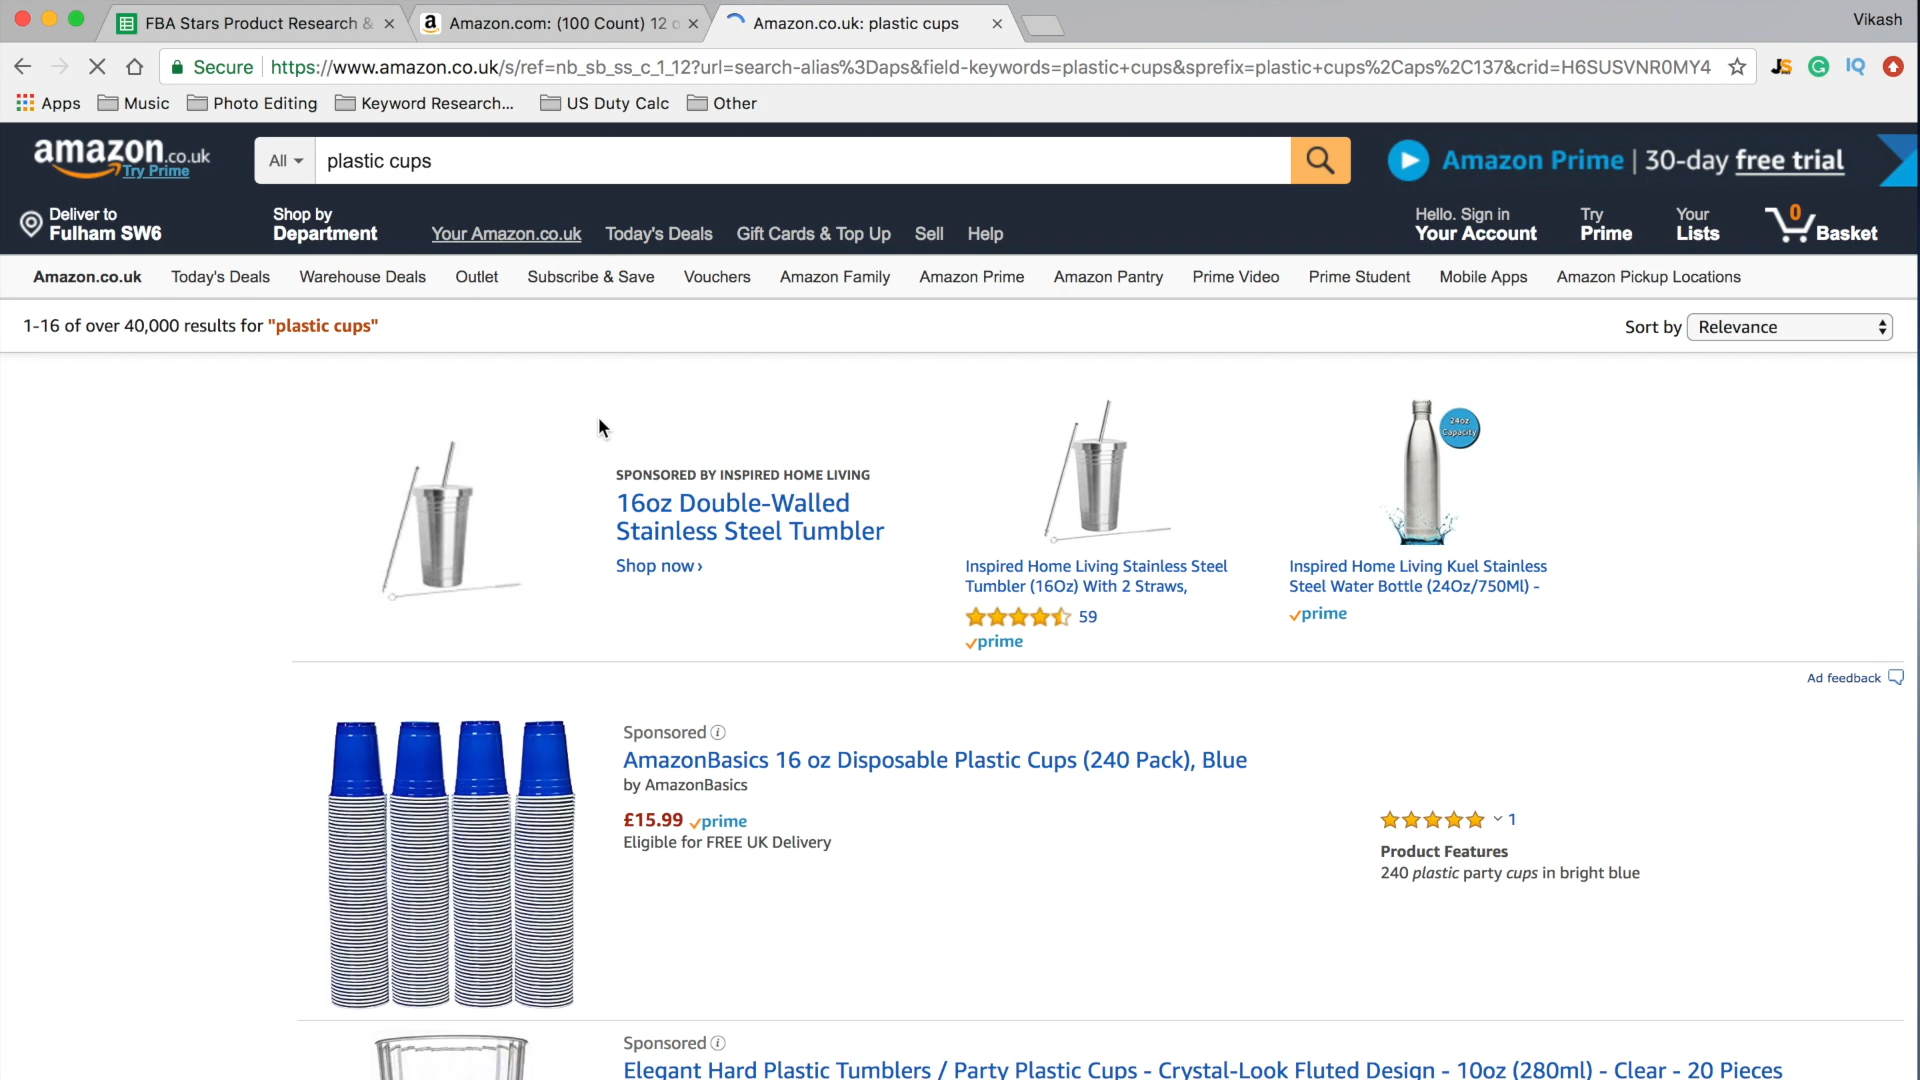 FBA Stars Product Research &
Amazon.com: (100 Count) 12
Amazon.co.uk: plastic cups
Vikash
Secure
https://www.amazon.co.uk/s/ref=nb_sb_ss_c_1_12?url=search-alias%3Daps&field-keywords=plastic+cups&sprefix=plastic+cups%2Caps%2C137&crid=H6SUSVNR0MY4
JS
G
IQ
Apps
Music
Photo Editing
Keyword Research...
US Duty Calc
Other
amazon.co.uk
Try Prime
All
plastic cups
Amazon Prime | 30-day free trial
Deliver to
Fulham SW6
Shop by
Department
Your Amazon.co.uk
Today's Deals
Gift Cards & Top Up
Sell
Help
Hello. Sign in
Your Account
Try
Prime
Your
Lists
0
Basket
Amazon.co.uk
Today's Deals
Warehouse Deals
Outlet
Subscribe & Save
Vouchers
Amazon Family
Amazon Prime
Amazon Pantry
Prime Video
Prime Student
Mobile Apps
Amazon Pickup Locations
1-16 of over 40,000 results for "plastic cups"
Sort by
Relevance
SPONSORED BY INSPIRED HOME LIVING
16oz Double-Walled
Stainless Steel Tumbler
Shop now ›
Inspired Home Living Stainless Steel
Tumbler (16Oz) With 2 Straws,
59
prime
24oz
Capacity
Inspired Home Living Kuel Stainless
Steel Water Bottle (24Oz/750Ml) -
prime
Ad feedback
Sponsored
AmazonBasics 16 oz Disposable Plastic Cups (240 Pack), Blue
by AmazonBasics
£15.99 prime
Eligible for FREE UK Delivery
1
Product Features
240 plastic party cups in bright blue
Sponsored
Elegant Hard Plastic Tumblers / Party Plastic Cups - Crystal-Look Fluted Design - 10oz (280ml) - Clear - 20 Pieces